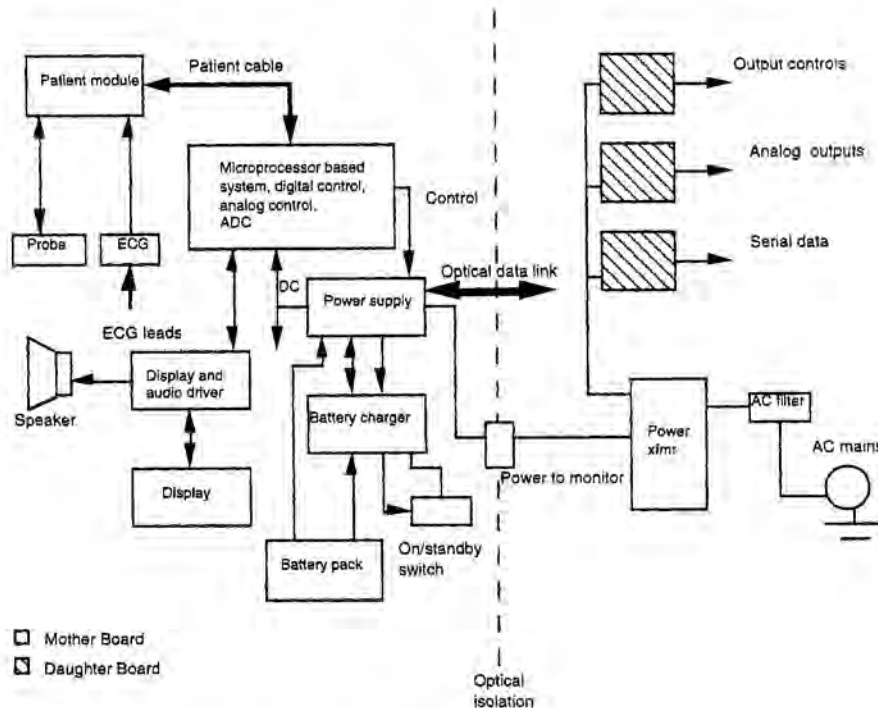 Patient module
Patient cable
Output controls
Microprocessor based
system, digital control,
analog control,
ADC
Control
Analog outputs
Probe
ECG
Serial data
Optical data link
DC
Power supply
ECG leads
Display and
audio driver
Speaker
Battery charger
Power
xfmr
AC filter
AC mains
Power to monitor
Display
On/standby
switch
Battery pack
Mother Board
Daughter Board
Optical
isolation